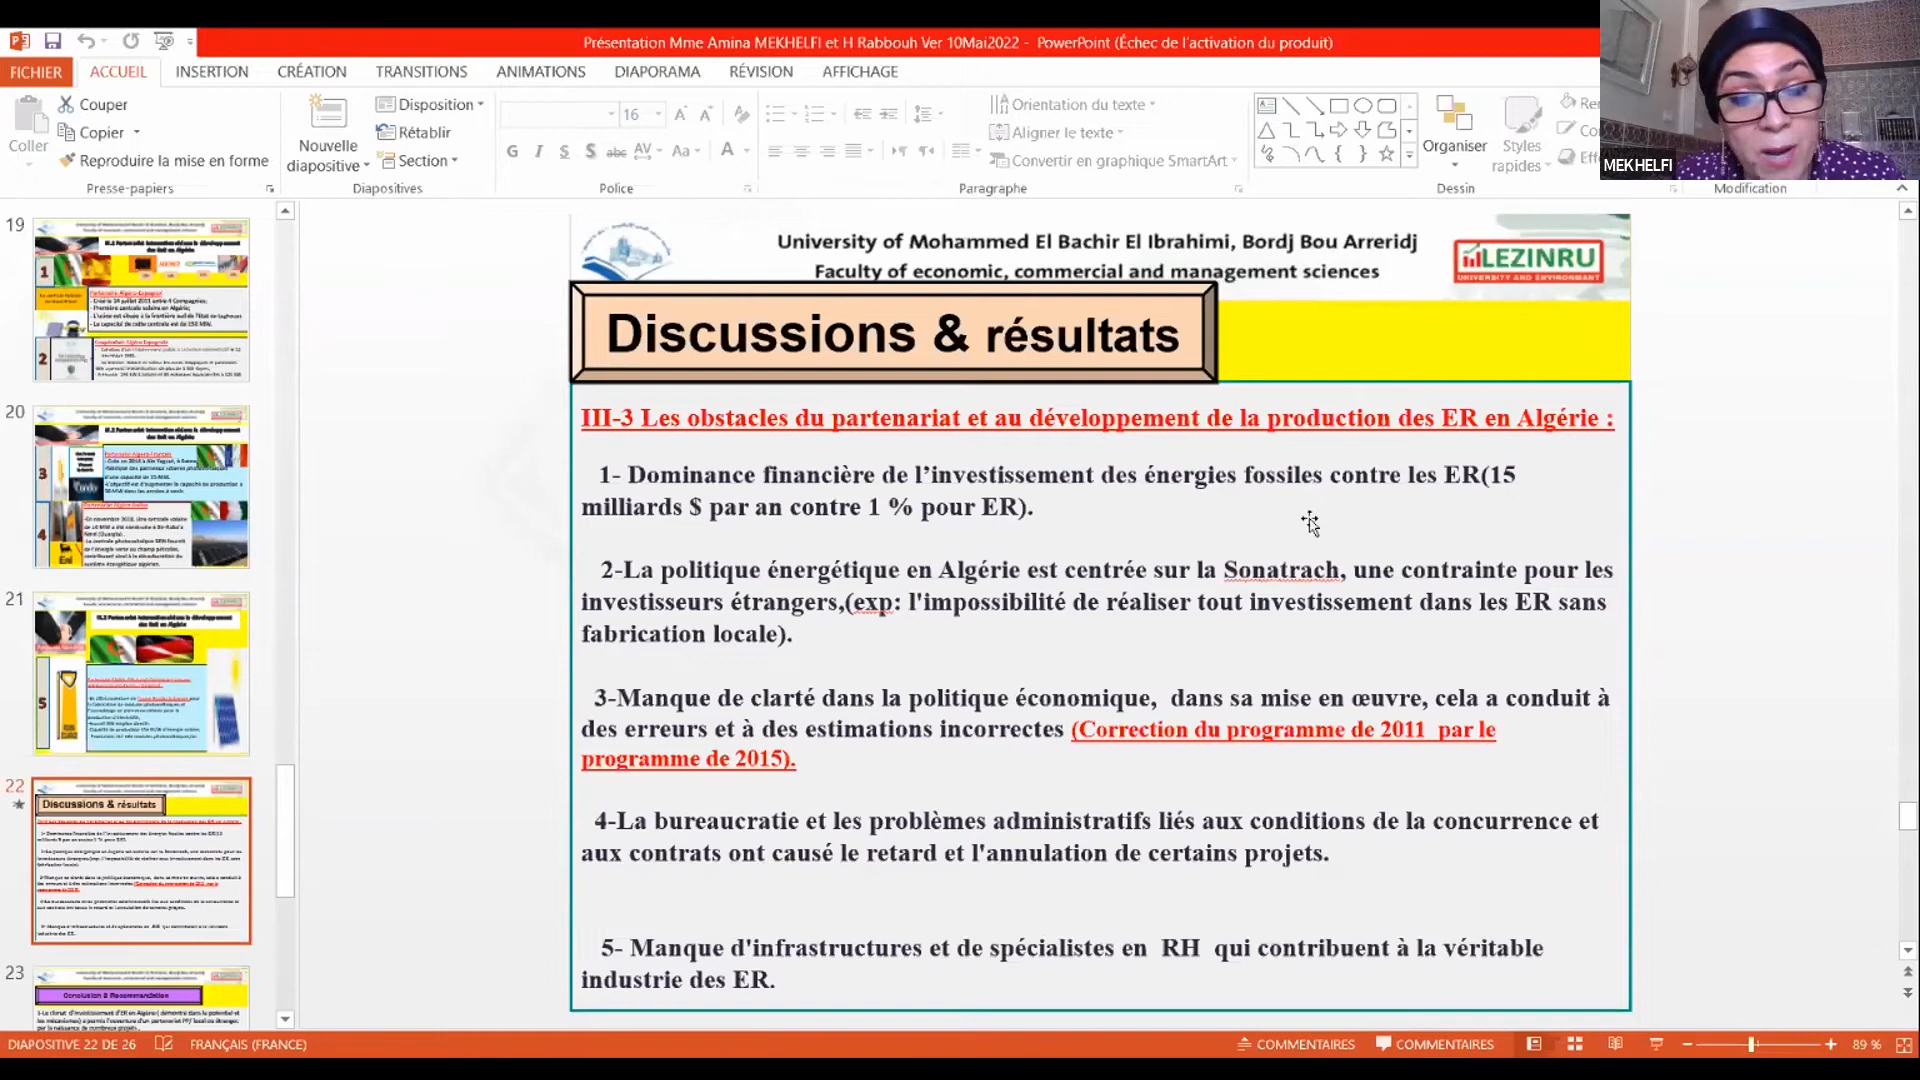 Présentation Mme Amina MEKHELFI et H Rabbouh Ver 10Mai2022 - PowerPoint (Échec de l'activation du produit)
FICHIER ACCUEIL INSERTION CRÉATION TRANSITIONS ANIMATIONS DIAPORAMA RÉVISION AFFICHAGE
Coller
Couper
Copier
Reproduire la mise en forme
Presse-papiers
Nouvelle
diapositive
Disposition
Rétablir
Section
Diapositives
16
Police
Orientation du texte
Aligner le texte
Convertir en graphique SmartArt
Paragraphe
Organiser
Styles
rapides
Dessin
Modification
MEKHELFI
19
20
21
22
Discussions & résultats
23
Conclusion & Recommandation
University of Mohammed El Bachir El Ibrahimi, Bordj Bou Arreridj
Faculty of economic, commercial and management sciences
LEZINRU
UNIVERSITY AND ENVIRONMENT
Discussions & résultats
III-3 Les obstacles du partenariat et au développement de la production des ER en Algérie :
1- Dominance financière de l’investissement des énergies fossiles contre les ER(15
milliards $ par an contre 1 % pour ER).
2-La politique énergétique en Algérie est centrée sur la Sonatrach, une contrainte pour les
investisseurs étrangers,(exp: l'impossibilité de réaliser tout investissement dans les ER sans
fabrication locale).
3-Manque de clarté dans la politique économique, dans sa mise en œuvre, cela a conduit à
des erreurs et à des estimations incorrectes (Correction du programme de 2011 par le
programme de 2015).
4-La bureaucratie et les problèmes administratifs liés aux conditions de la concurrence et
aux contrats ont causé le retard et l'annulation de certains projets.
5- Manque d'infrastructures et de spécialistes en RH qui contribuent à la véritable
industrie des ER.
DIAPOSITIVE 22 DE 26 FRANÇAIS (FRANCE) COMMENTAIRES COMMENTAIRES 89 %